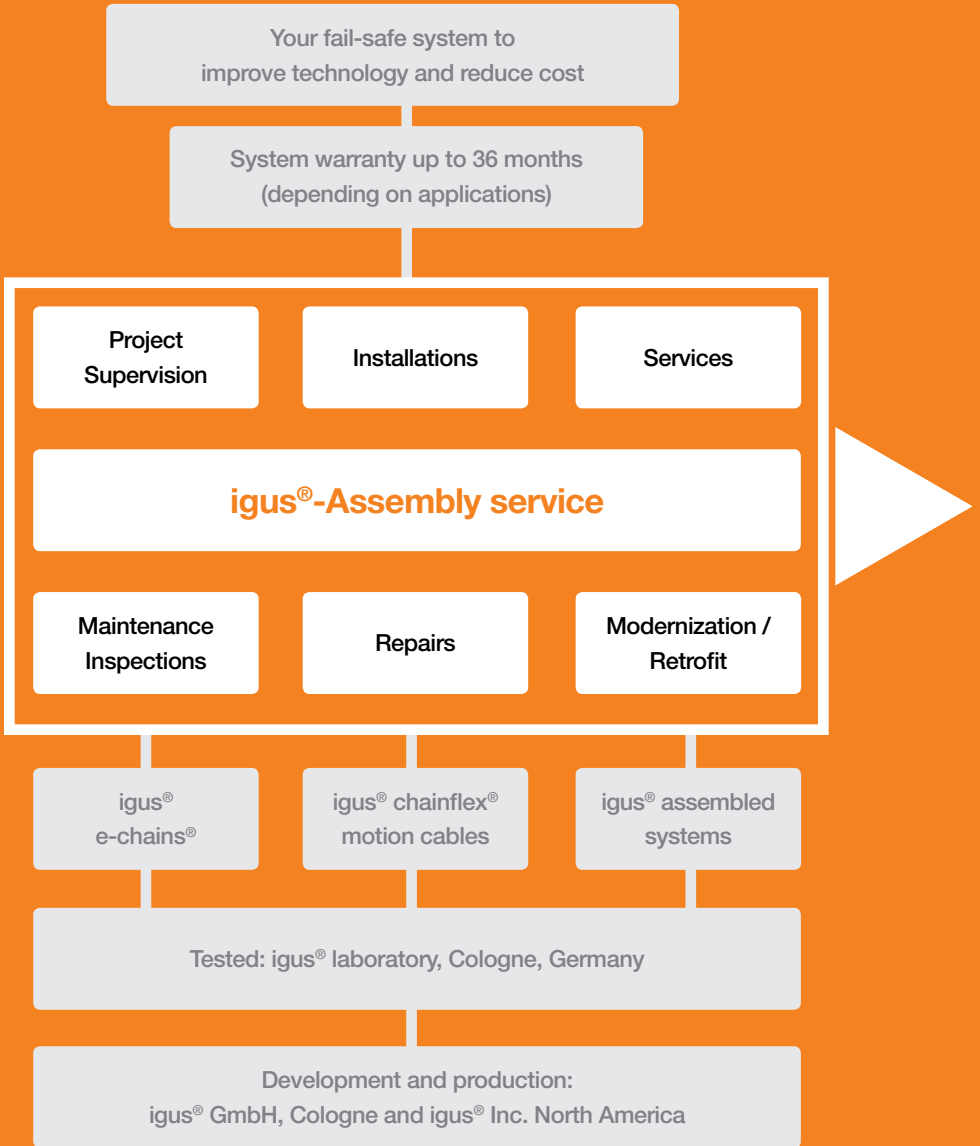 Your fail-safe system to
improve technology and reduce cost
System warranty up to 36 months
(depending on applications)
Project
Supervision
Installations
Services
igus®-Assembly service
Maintenance
Inspections
Repairs
Modernization /
Retrofit
igus®
e-chains®
igus® chainflex®
motion cables
igus® assembled
systems
Tested: igus® laboratory, Cologne, Germany
Development and production:
igus® GmbH, Cologne and igus® Inc. North America